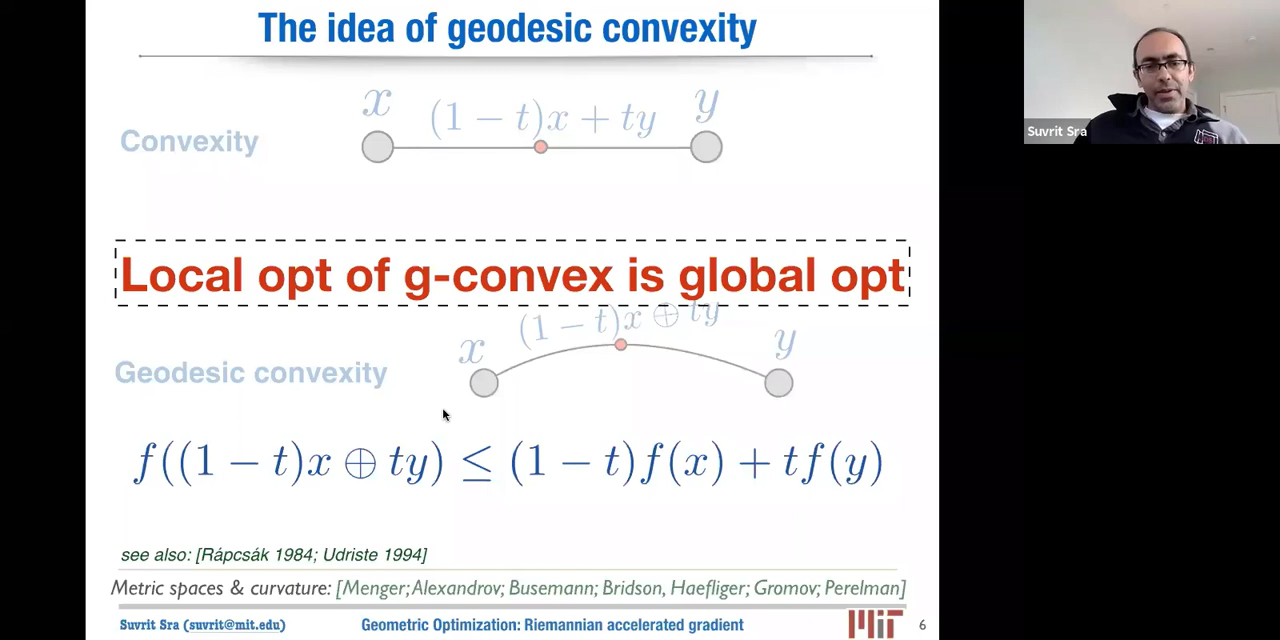 The idea of geodesic convexity
x
(1 − t)x + ty
y
Convexity
Suvrit Sra
Local opt of g-convex is global opt
(1 − t)x ⊕ ty
x
y
Geodesic convexity
f((1 − t)x ⊕ ty) ≤ (1 − t)f(x) + tf(y)
see also: [Rápcsák 1984; Udriste 1994]
Metric spaces & curvature: [Menger; Alexandrov; Busemann; Bridson, Haefliger; Gromov; Perelman]
Suvrit Sra (suvrit@mit.edu)
Geometric Optimization: Riemannian accelerated gradient
MIT
6